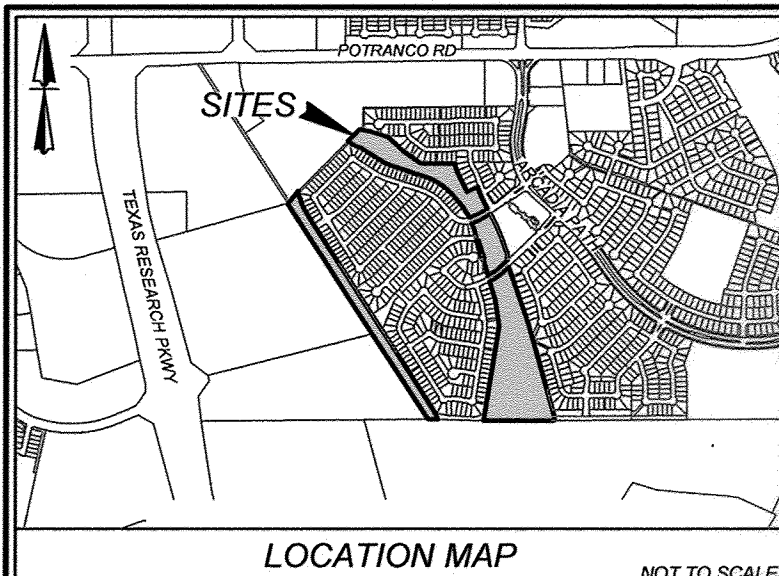 POTRANCO RD
SITES
TEXAS RESEARCH PKWY
LOCATION MAP
NOT TO SCALE